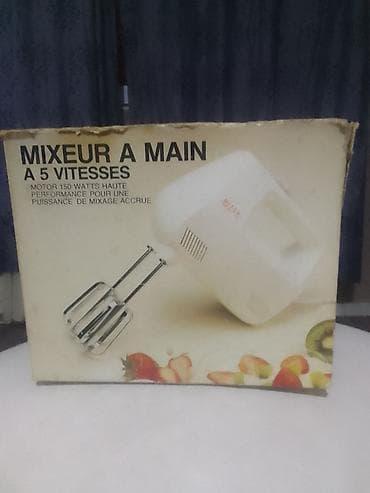 MIXEUR A MAIN
A 5 VITESSES
MOTOR 150 WATTS HAUTE
PERFORMANCE POUR UNE
PUISSANCE DE MIXAGE ACCRUE